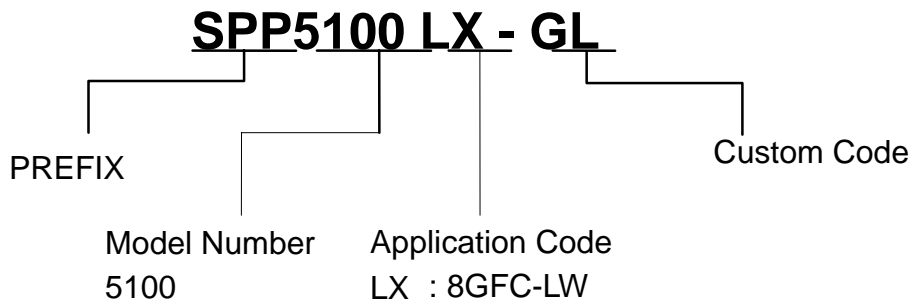 SPP5100 LX - GL
PREFIX
Custom Code
Model Number
5100
Application Code
LX : 8GFC-LW